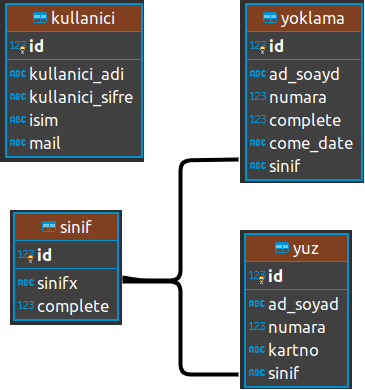 kullanici
123 id
ABC kullanici_adi
ABC kullanici_sifre
ABC isim
ABC mail
yoklama
123 id
ABC ad_soayd
123 numara
123 complete
ABC come_date
ABC sinif
sinif
123 id
ABC sinifx
123 complete
yuz
123 id
ABC ad_soyad
123 numara
ABC kartno
ABC sinif